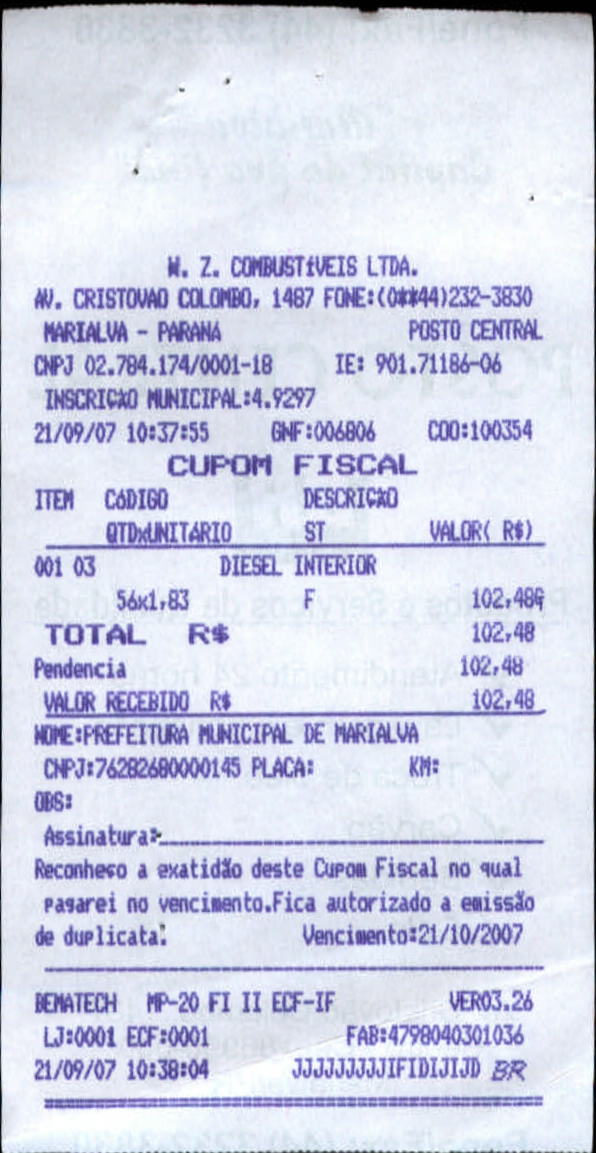 W. Z. COMBUSTíVEIS LTDA.
AV. CRISTOVAO COLOMBO, 1487 FONE:(0**44)232-3830
MARIALVA - PARANá POSTO CENTRAL
CNPJ 02.784.174/0001-18 IE: 901.71186-06
INSCRIÇÃO MUNICIPAL:4.9297
21/09/07 10:37:55 GNF:006806 COO:100354
CUPOM FISCAL
ITEM CóDIGO DESCRIÇÃO
QTDxUNITáRIO ST VALOR( R$)
001 03 DIESEL INTERIOR
56x1,83 F 102,48G
TOTAL R$ 102,48
Pendencia 102,48
VALOR RECEBIDO R$ 102,48
NOME:PREFEITURA MUNICIPAL DE MARIALVA
CNPJ:76282680000145 PLACA: KM:
OBS:
Assinatura:
Reconheço a exatidão deste Cupom Fiscal no qual
pagarei no vencimento.Fica autorizado a emissão
de duplicata. Vencimento:21/10/2007
BEMATECH MP-20 FI II ECF-IF VER03.26
LJ:0001 ECF:0001 FAB:4798040301036
21/09/07 10:38:04 JJJJJJJJJIFIDIJIJD BR